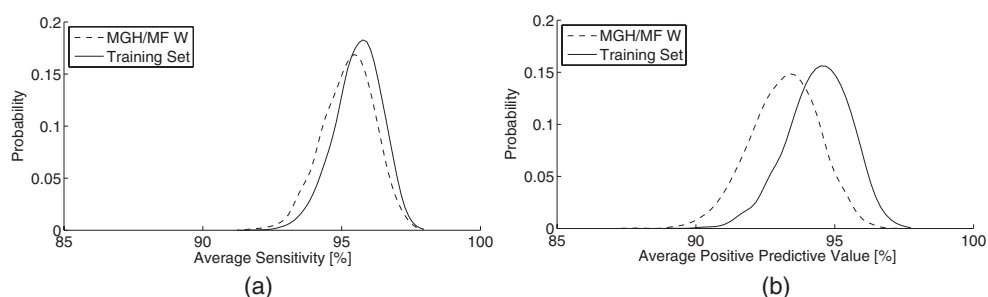 0.2
0.15
0.1
0.05
0
Probability
MGH/MF W
Training Set
85
90
95
100
Average Sensitivity [%]
(a)
0.2
0.15
0.1
0.05
0
Probability
MGH/MF W
Training Set
85
90
95
100
Average Positive Predictive Value [%]
(b)